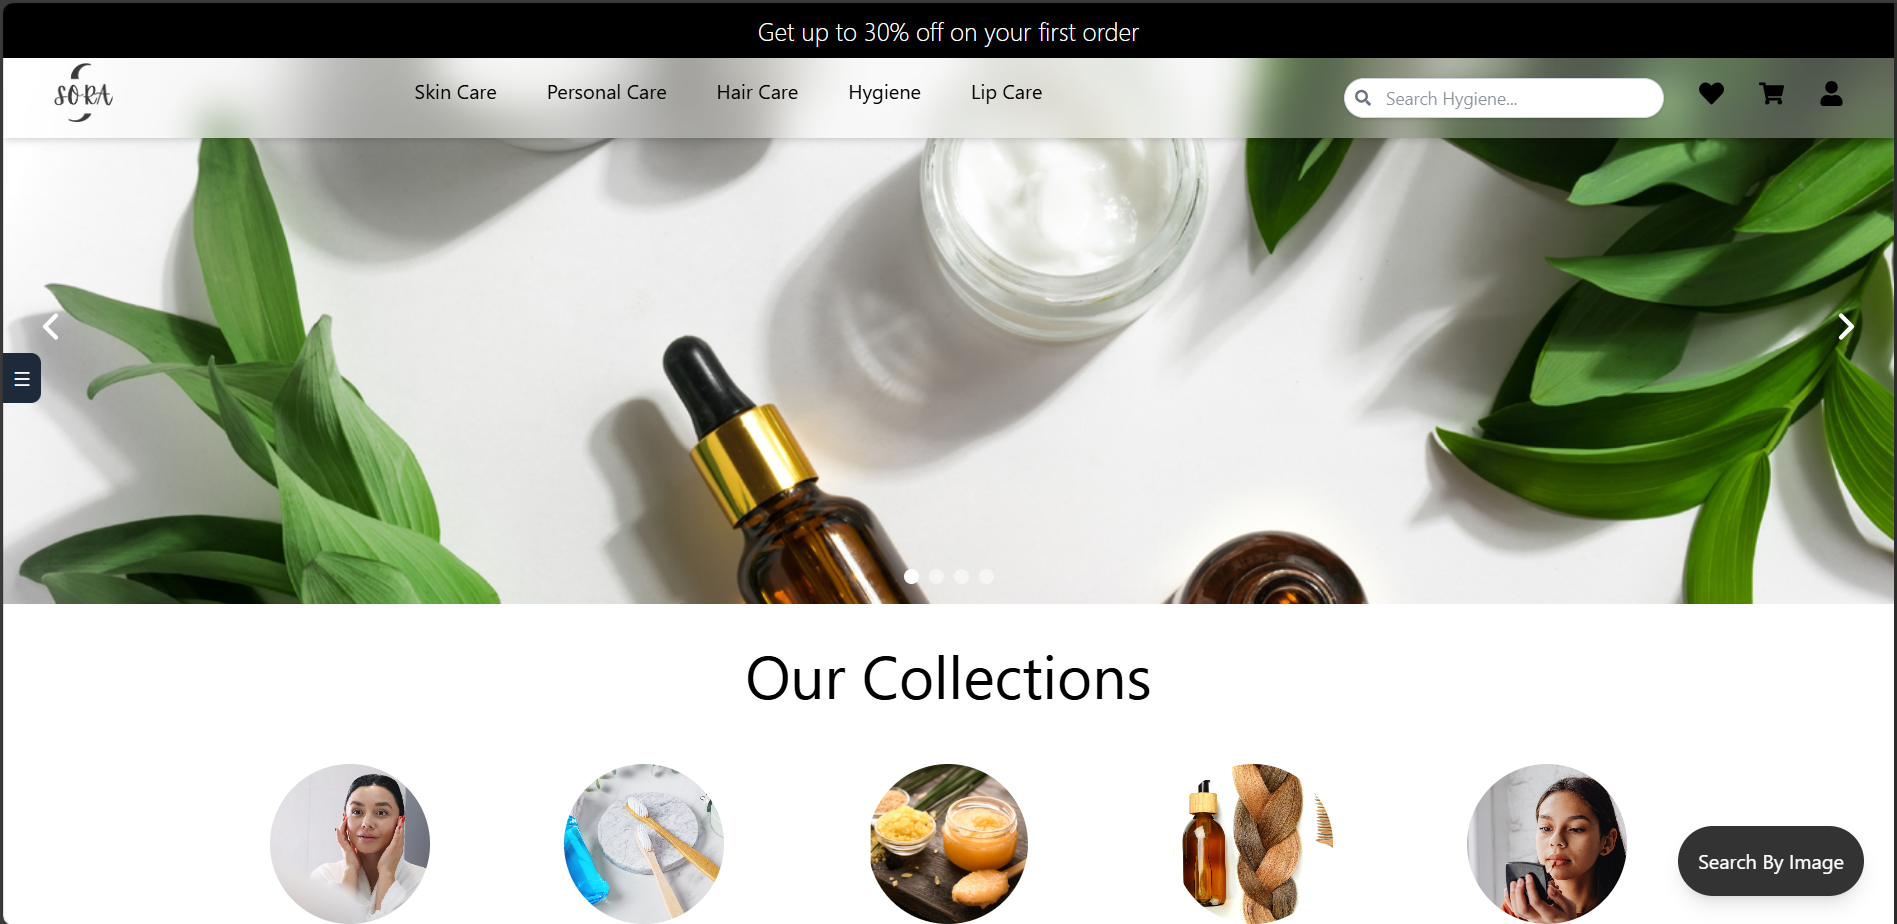 Get up to 30% off on your first order
SORA
Skin Care
Personal Care
Hair Care
Hygiene
Lip Care
Search Hygiene...
Our Collections
Search By Image